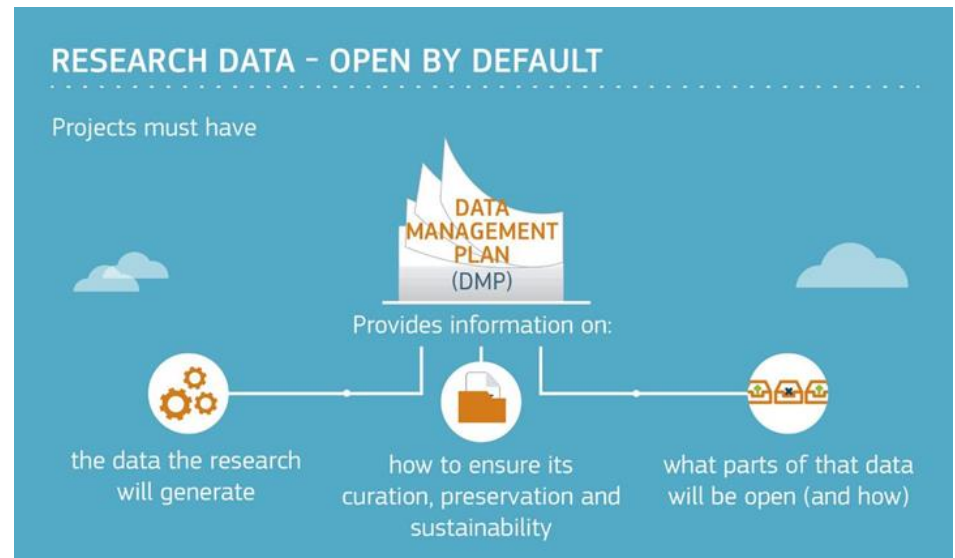 RESEARCH DATA - OPEN BY DEFAULT
Projects must have
DATA
MANAGEMENT
PLAN
(DMP)
Provides information on:
the data the research
will generate
how to ensure its
curation, preservation and
sustainability
what parts of that data
will be open (and how)